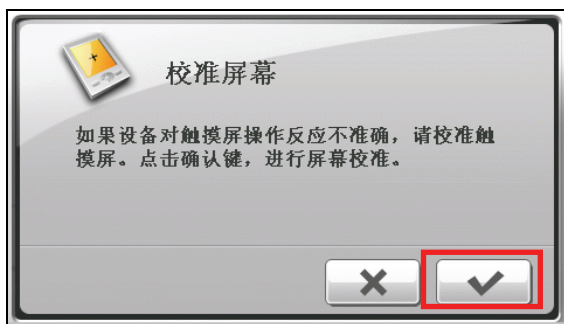 校准屏幕
如果设备对触摸屏操作反应不准确，请校准触
摸屏。点击确认键，进行屏幕校准。